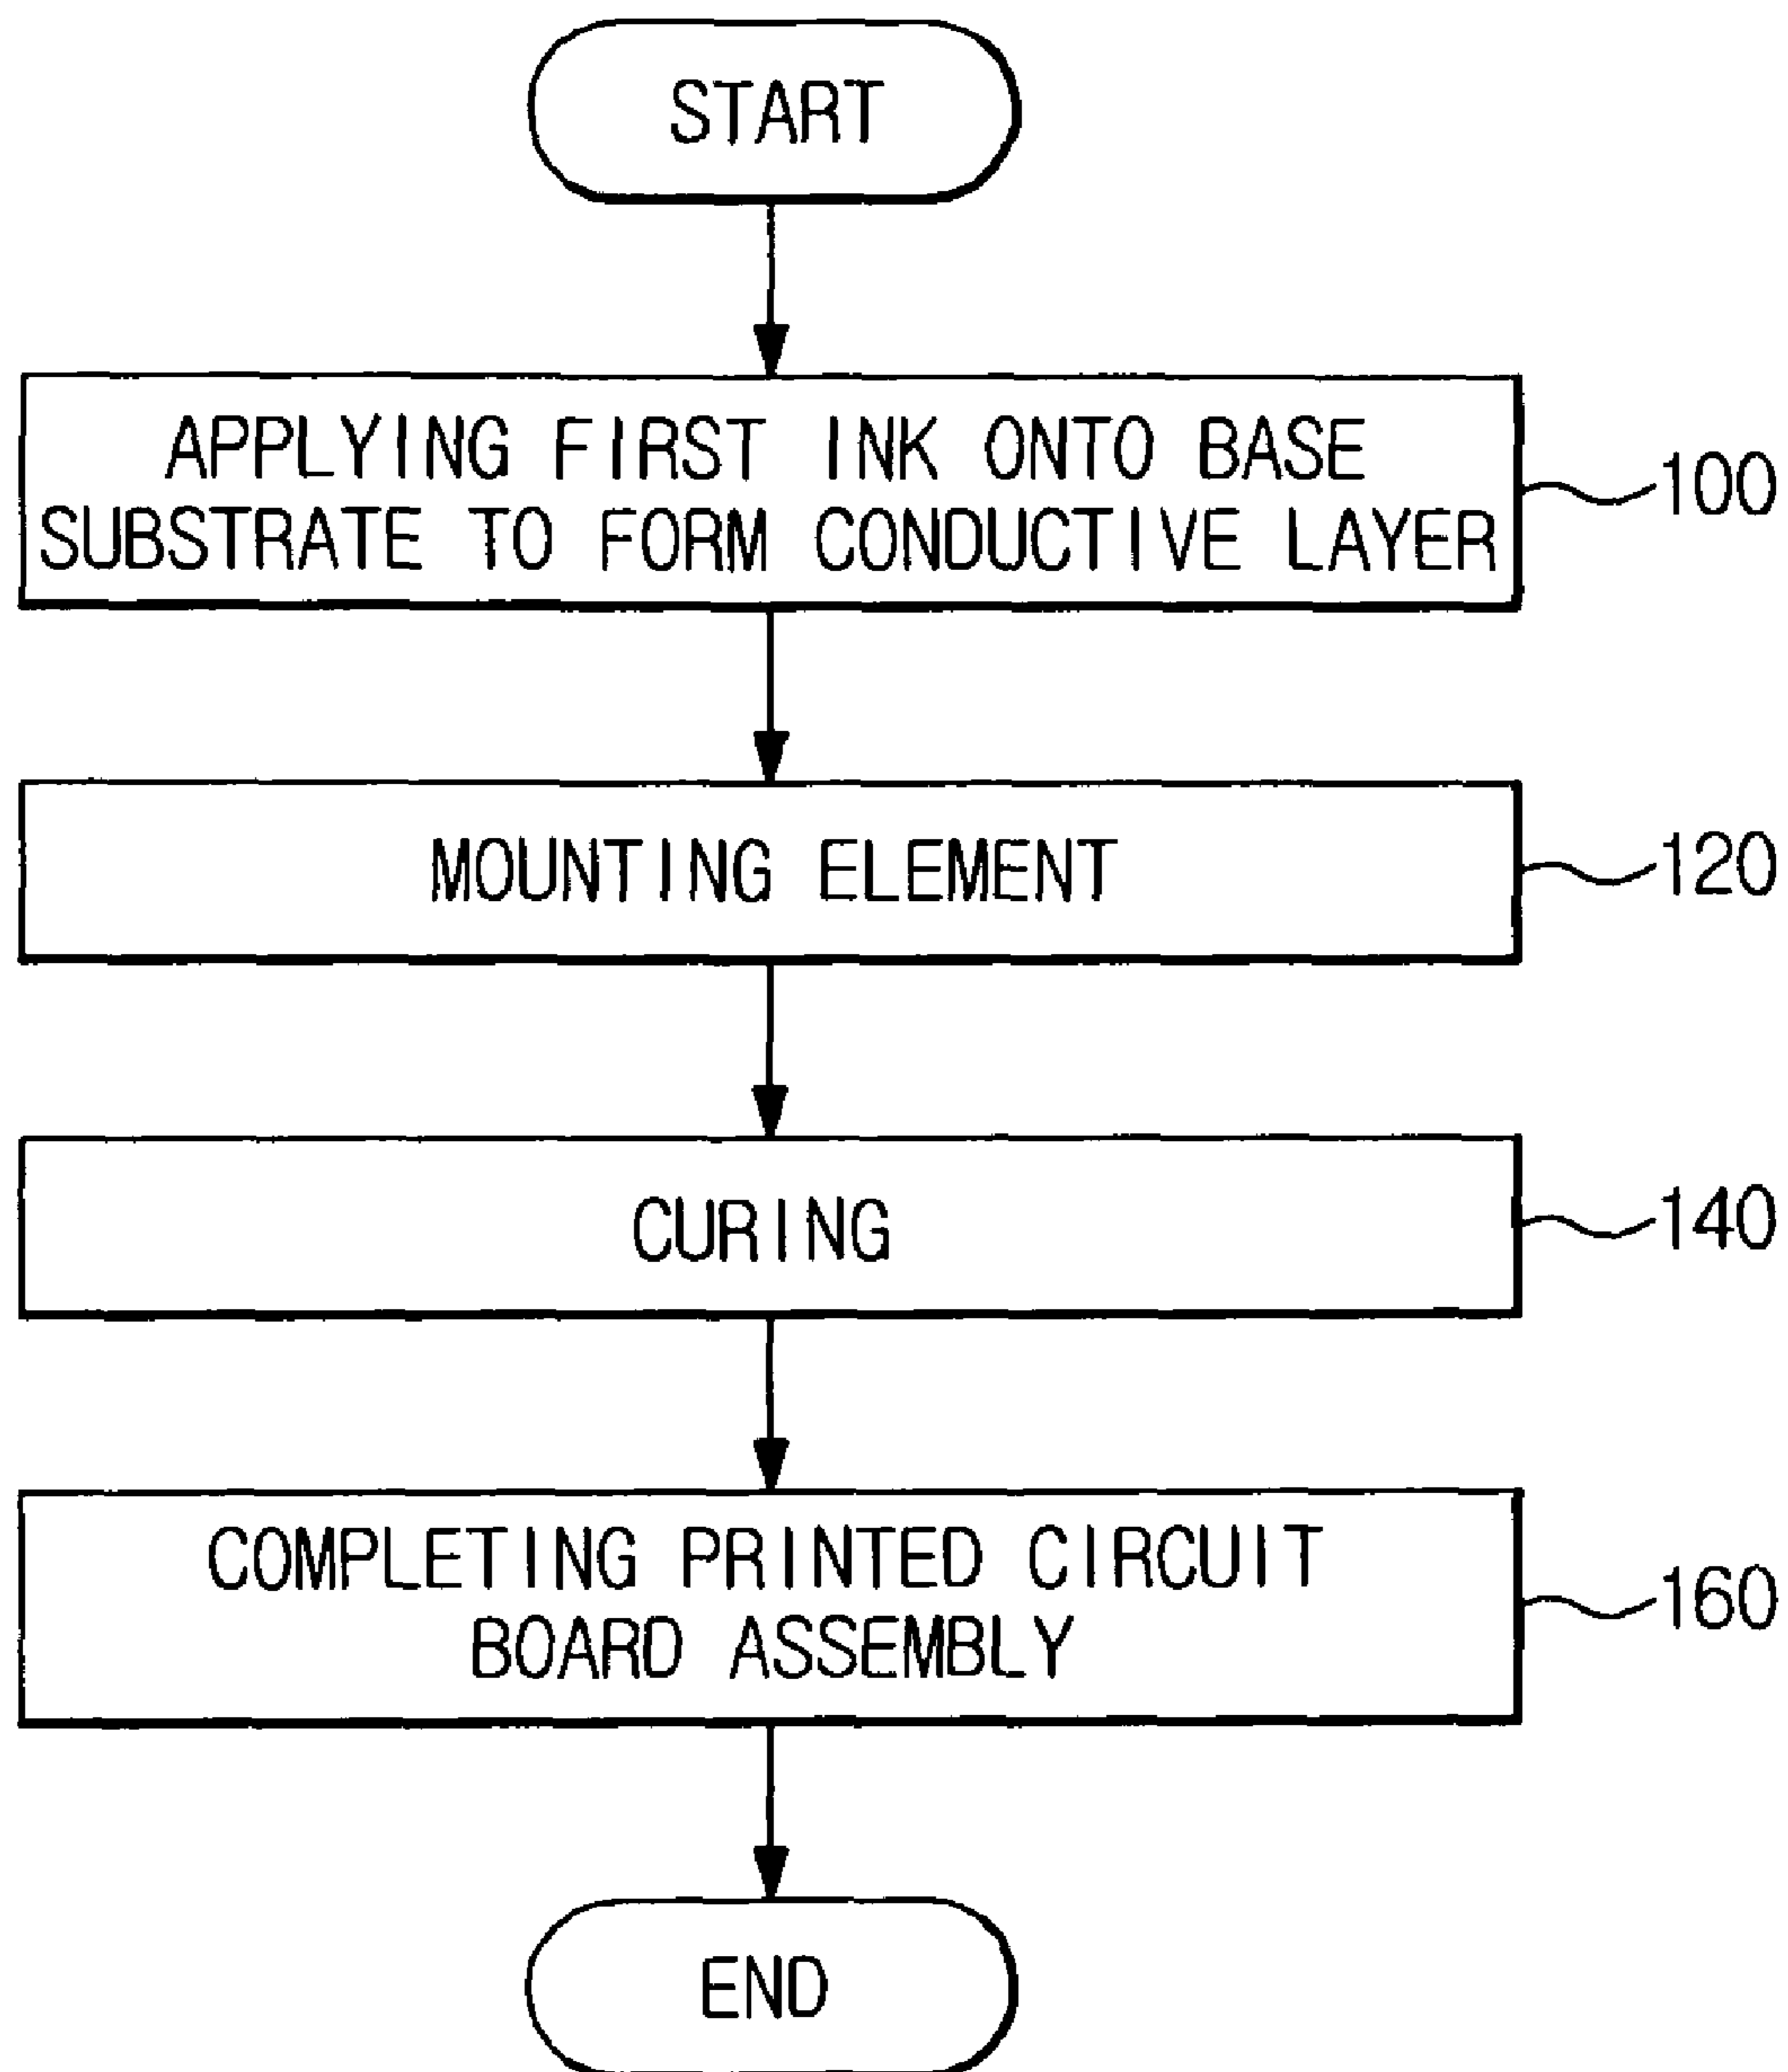 START
APPLYING FIRST INK ONTO BASE
SUBSTRATE TO FORM CONDUCTIVE LAYER
100
MOUNTING ELEMENT
120
CURING
140
COMPLETING PRINTED CIRCUIT
BOARD ASSEMBLY
160
END